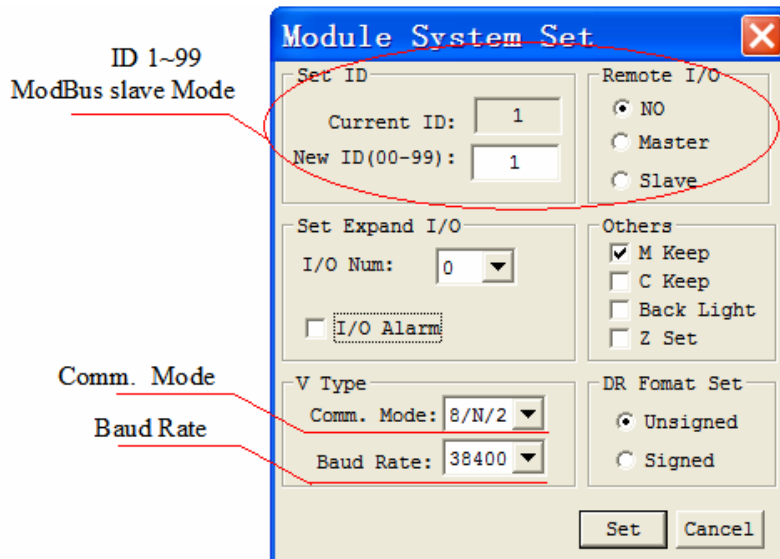 Module System Set
ID 1~99
ModBus slave Mode
Set ID
Current ID: 1
New ID(00-99): 1
Remote I/O
NO
Master
Slave
Set Expand I/O
I/O Num: 0
I/O Alarm
Others
M Keep
C Keep
Back Light
Z Set
Comm. Mode
Baud Rate
V Type
Comm. Mode: 8/N/2
Baud Rate: 38400
DR Fomat Set
Unsigned
Signed
Set
Cancel